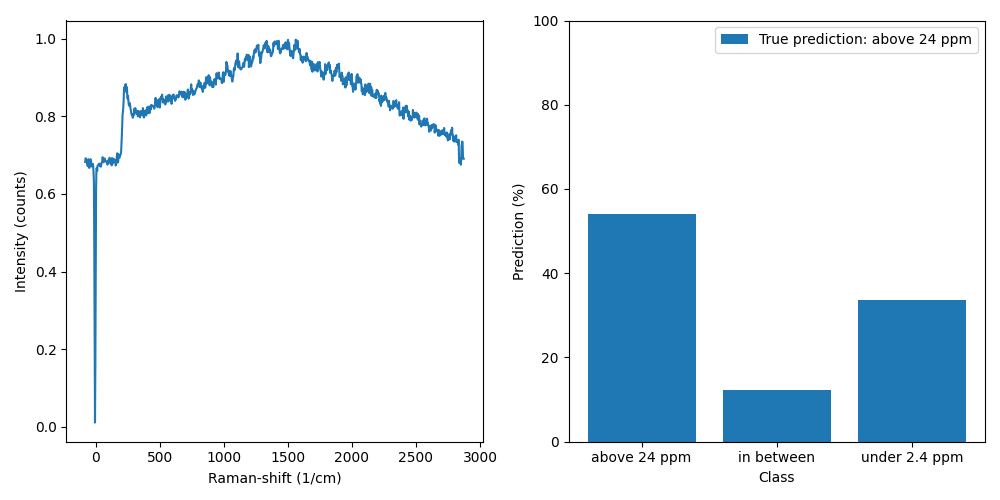 1.0
0.8
0.6
0.4
0.2
0.0
Intensity (counts)
0 500 1000 1500 2000 2500 3000
Raman-shift (1/cm)
100
80
60
40
20
0
Prediction (%)
True prediction: above 24 ppm
above 24 ppm in between under 2.4 ppm
Class